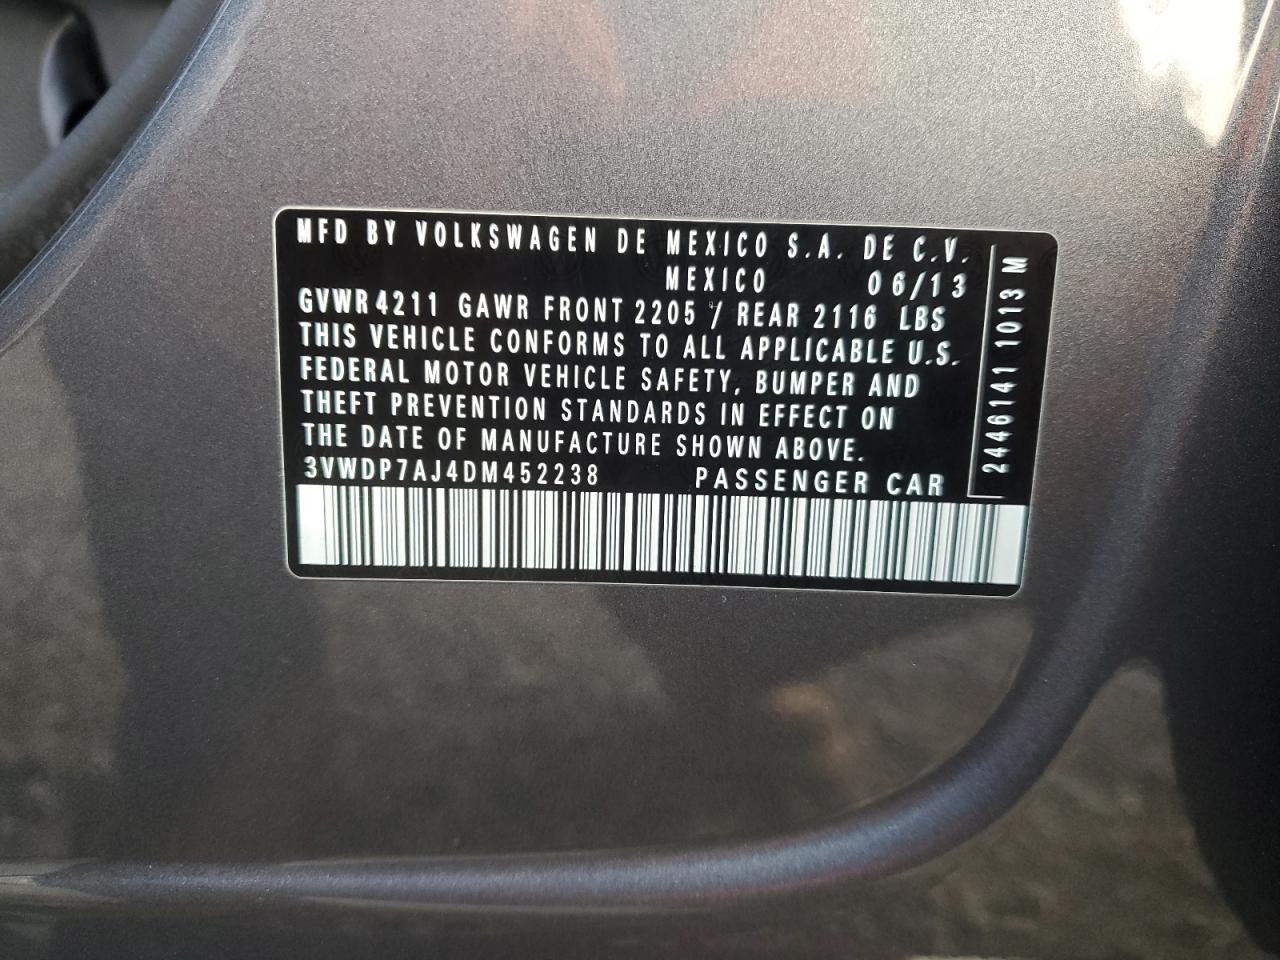 MFD BY VOLKSWAGEN DE MEXICO S.A. DE C.V.
MEXICO 06/13
GVWR 4211 GAWR FRONT 2205 / REAR 2116 LBS
THIS VEHICLE CONFORMS TO ALL APPLICABLE U.S.
FEDERAL MOTOR VEHICLE SAFETY, BUMPER AND
THEFT PREVENTION STANDARDS IN EFFECT ON
THE DATE OF MANUFACTURE SHOWN ABOVE.
3VWDP7AJ4DM452238 PASSENGER CAR
2446141 1013 M